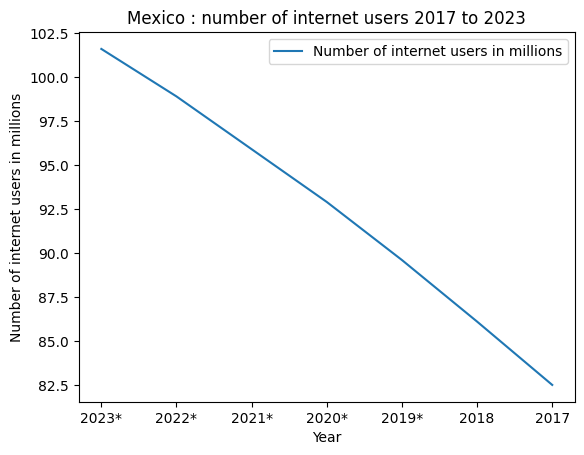 Mexico : number of internet users 2017 to 2023
Number of internet users in millions
Number of internet users in millions
102.5
100.0
97.5
95.0
92.5
90.0
87.5
85.0
82.5
2023* 2022* 2021* 2020* 2019* 2018 2017
Year